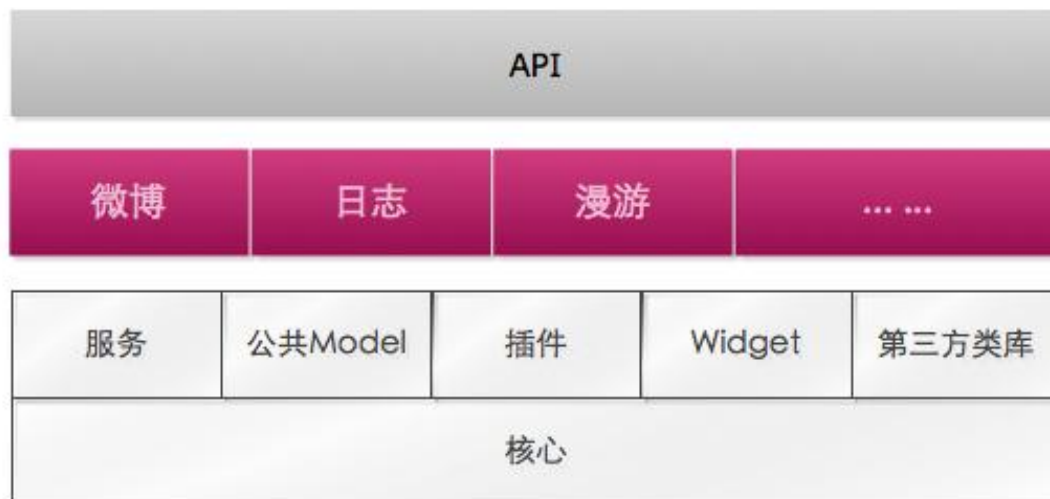 API
微博 日志 漫游 ... ...
服务 公共Model 插件 Widget 第三方类库
核心